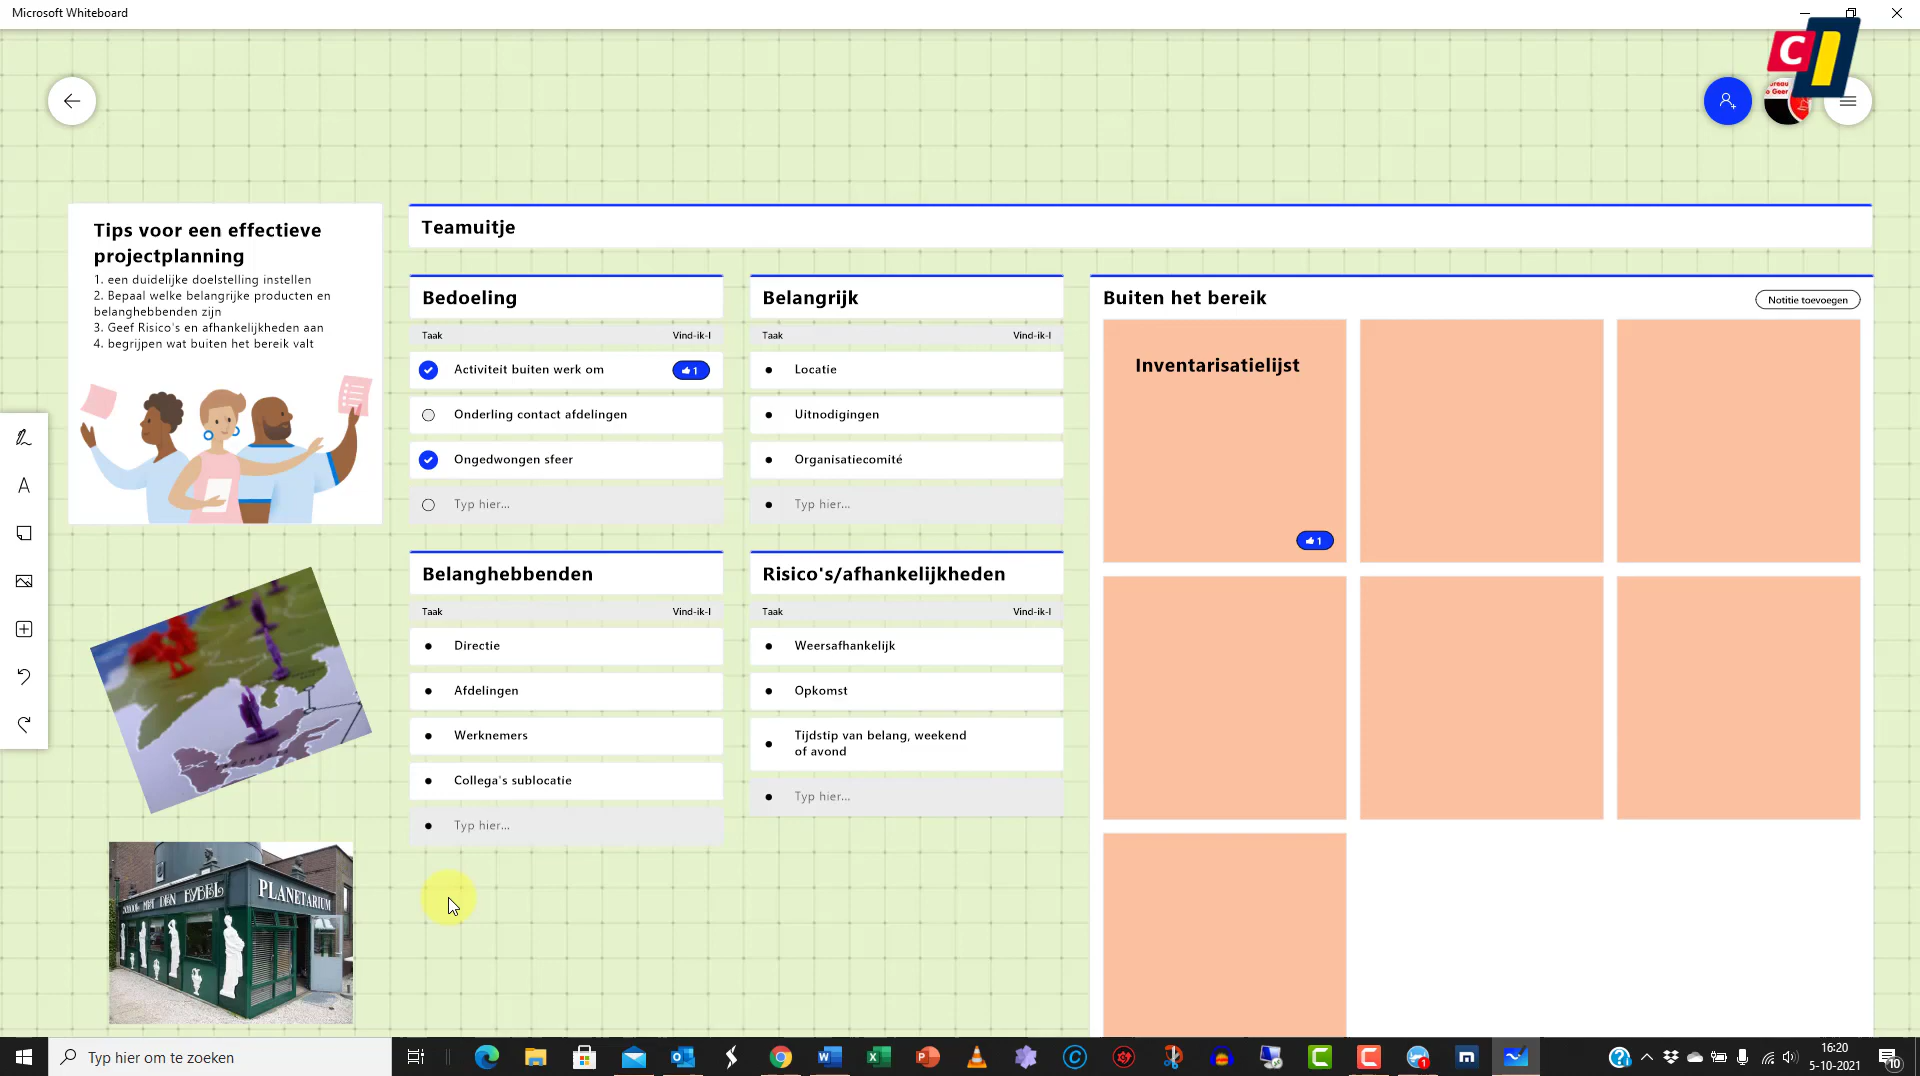 Microsoft Whiteboard
C
Tips voor een effectieve
projectplanning
1. een duidelijke doelstelling instellen
2. Bepaal welke belangrijke producten en
belanghebbenden zijn
3. Geef Risico's en afhankelijkheden aan
4. begrijpen wat buiten het bereik valt
Teamuitje
Bedoeling
Taak Vind-ik-l
Activiteit buiten werk om 1
Onderling contact afdelingen
Ongedwongen sfeer
Typ hier...
Belangrijk
Taak Vind-ik-l
Locatie
Uitnodigingen
Organisatiecomité
Typ hier...
Belanghebbenden
Taak Vind-ik-l
Directie
Afdelingen
Werknemers
Collega's sublocatie
Typ hier...
Risico's/afhankelijkheden
Taak Vind-ik-l
Weersafhankelijk
Opkomst
Tijdstip van belang, weekend
of avond
Typ hier...
Buiten het bereik
Notitie toevoegen
Inventarisatielijst
1
MET DEN BYBEL
PLANETARIUM
Typ hier om te zoeken
16:20
5-10-2021
10